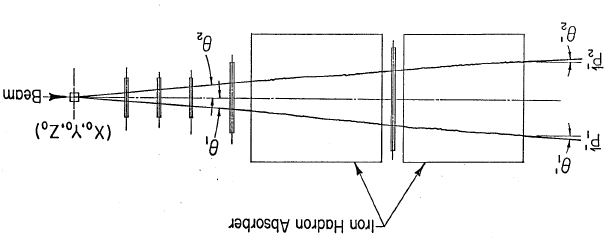 Iron Hadron Absorber
θ'₁
p⃗'₁
θ₁
(X₀,Y₀,Z₀)
Beam
p⃗'₂
θ'₂
θ₂